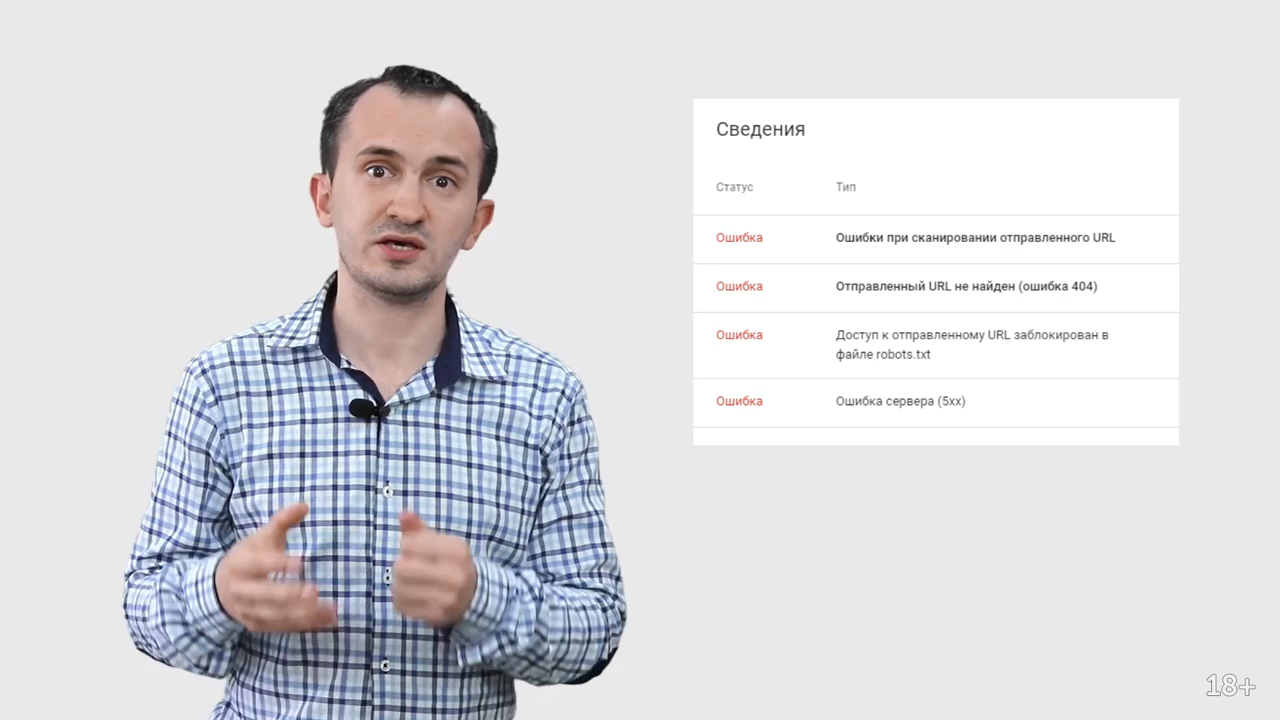 Сведения
Статус Тип
Ошибка Ошибки при сканировании отправленного URL
Ошибка Отправленный URL не найден (ошибка 404)
Ошибка Доступ к отправленному URL заблокирован в
файле robots.txt
Ошибка Ошибка сервера (5xx)
18+